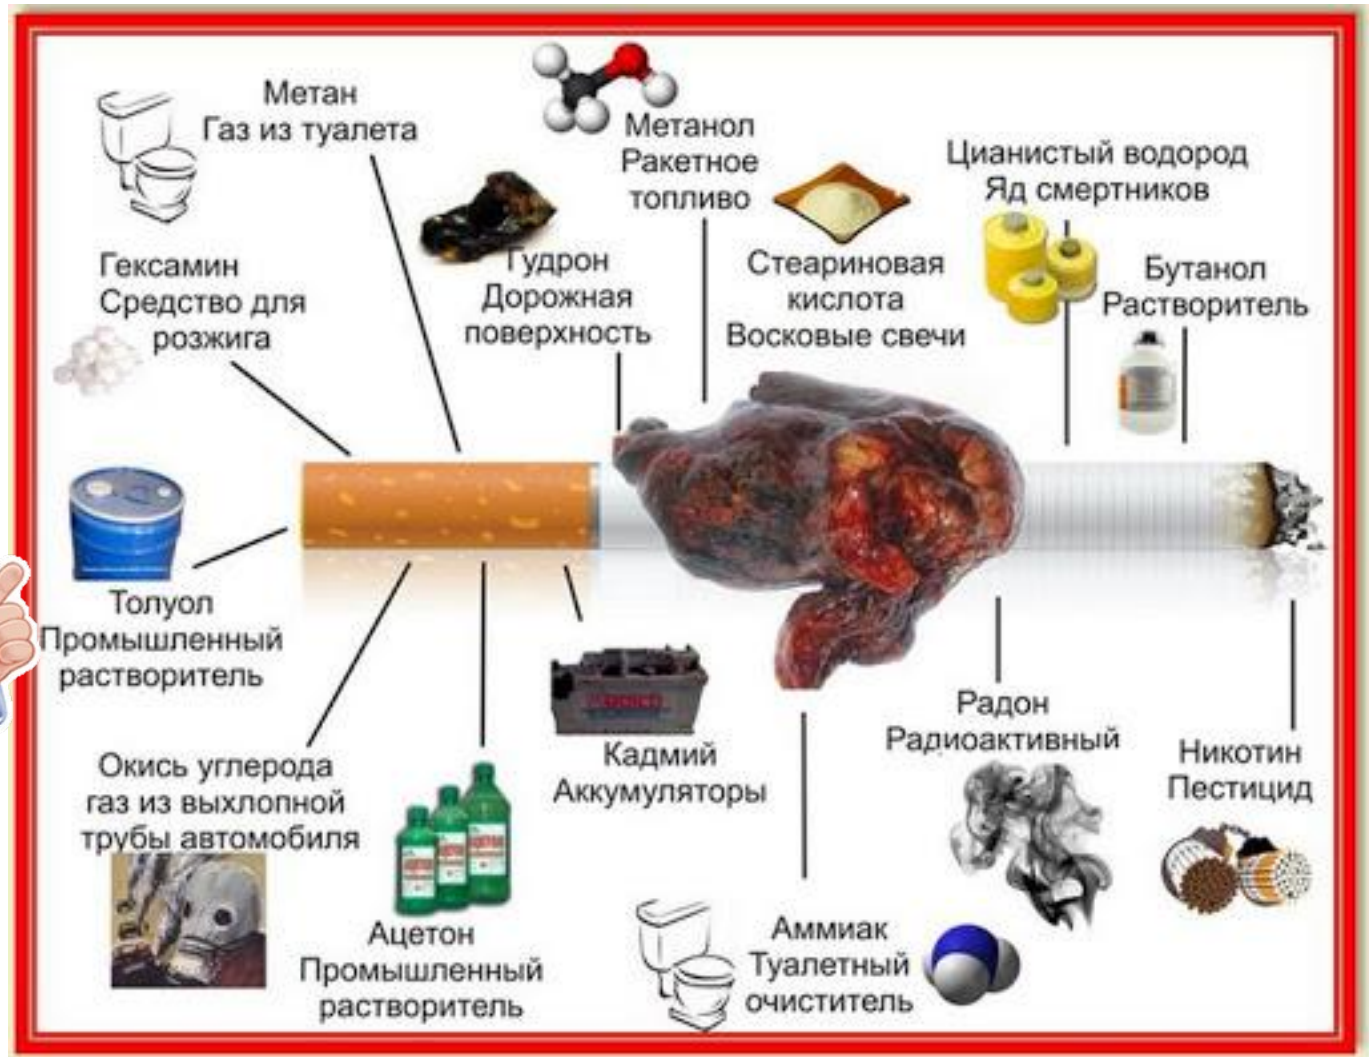 Метан
Газ из туалета
Метанол
Ракетное
топливо
Цианистый водород
Яд смертников
Гексамин
Средство для
розжига
Гудрон
Дорожная
поверхность
Стеариновая
кислота
Восковые свечи
Бутанол
Растворитель
Толуол
Промышленный
растворитель
Окись углерода
газ из выхлопной
трубы автомобиля
Кадмий
Аккумуляторы
Радон
Радиоактивный
Никотин
Пестицид
Ацетон
Промышленный
растворитель
Аммиак
Туалетный
очиститель